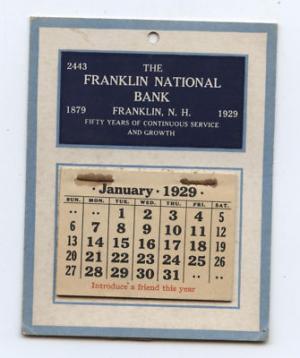 2443 THE
FRANKLIN NATIONAL
BANK
1879 FRANKLIN, N. H. 1929
FIFTY YEARS OF CONTINUOUS SERVICE
AND GROWTH
· January · 1929 ·
SUN. MON. TUE. WED. THU. FRI. SAT.
·· ·· 1 2 3 4 5
6 7 8 9 10 11 12
13 14 15 16 17 18 19
20 21 22 23 24 25 26
27 28 29 30 31 ·· ··
Introduce a friend this year